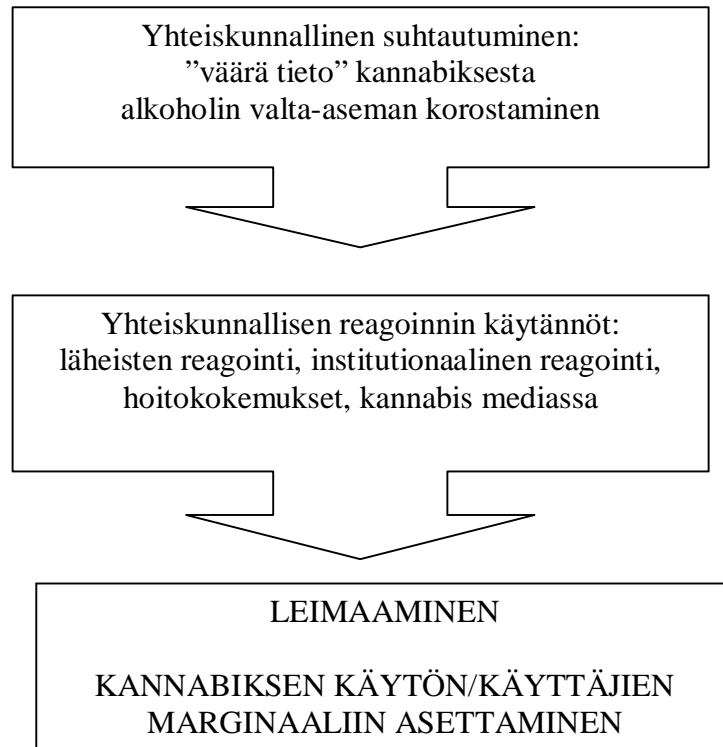 Yhteiskunnallinen suhtautuminen:
”väärä tieto” kannabiksesta
alkoholin valta-aseman korostaminen
Yhteiskunnallisen reagoinnin käytännöt:
läheisten reagointi, institutionaalinen reagointi,
hoitokokemukset, kannabis mediassa
LEIMAAMINEN
KANNABIKSEN KÄYTÖN/KÄYTTÄJIEN
MARGINAALIIN ASETTAMINEN